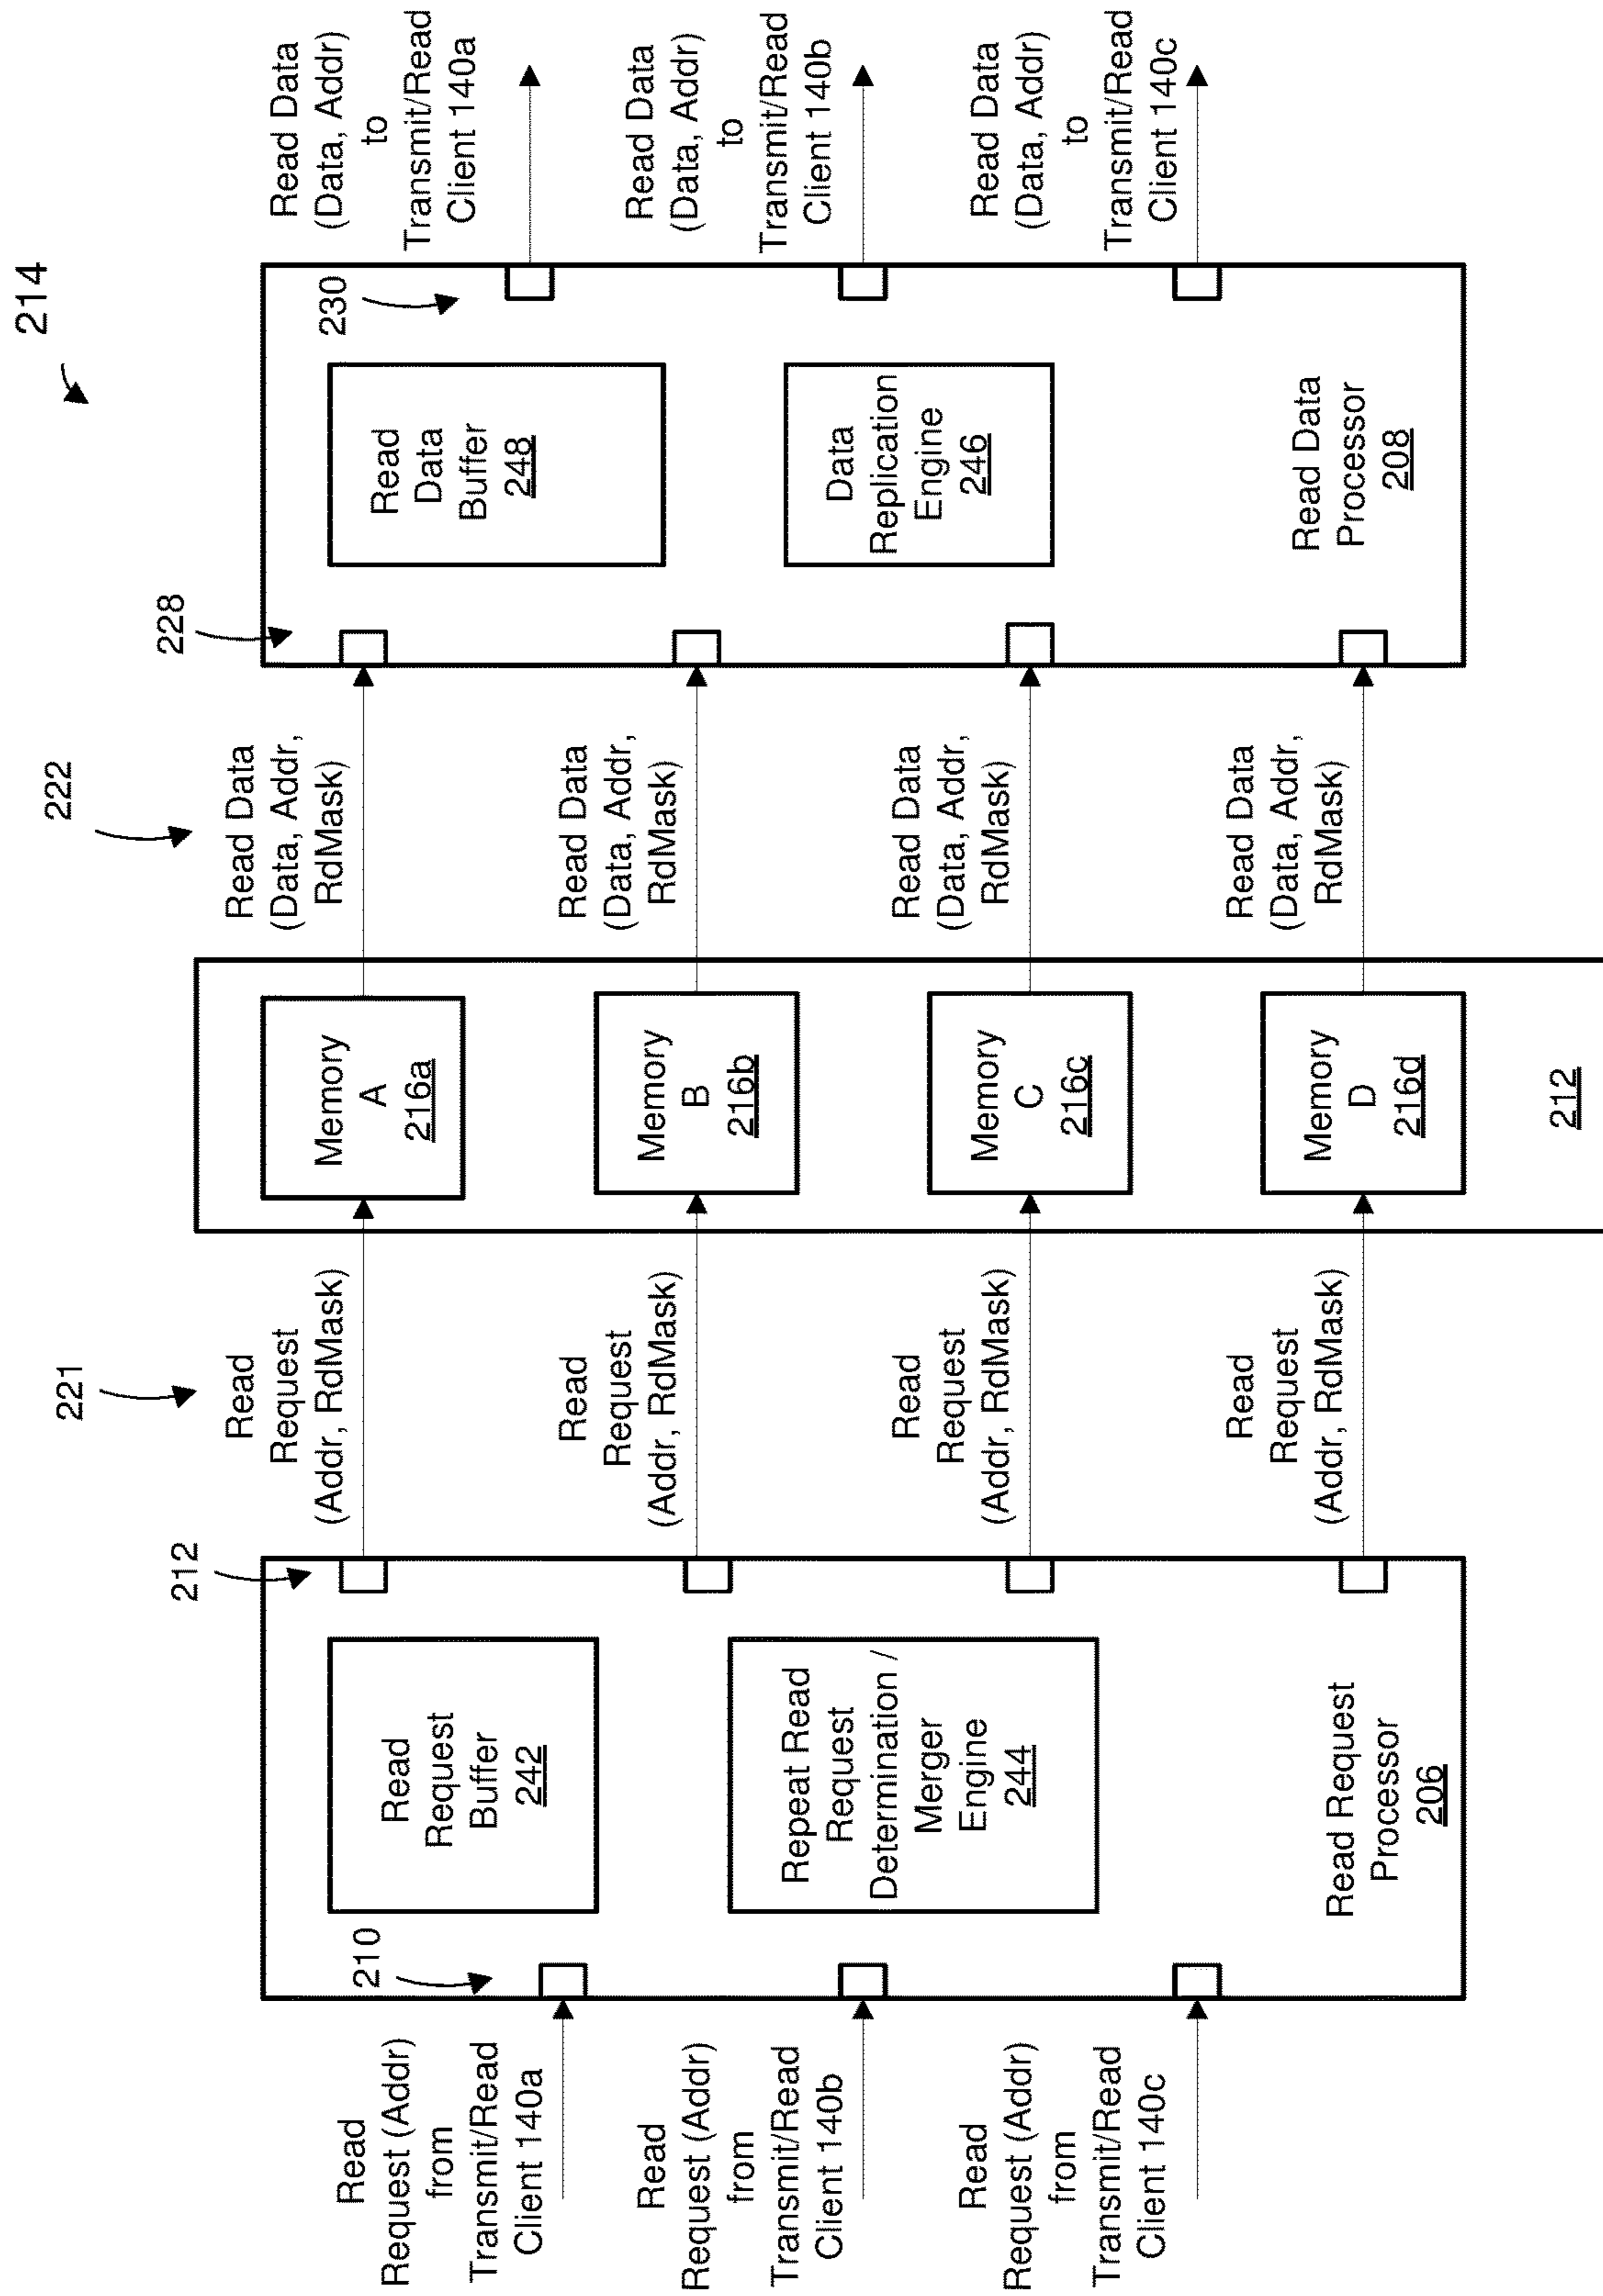 214
Read
Request (Addr)
from
Transmit/Read
Client 140a
Read
Request (Addr)
from
Transmit/Read
Client 140b
Read
Request (Addr)
from
Transmit/Read
Client 140c
210
Read
Request
Buffer
242
Repeat Read
Request
Determination /
Merger
Engine
244
Read Request
Processor
206
212
221
Read
Request
(Addr, RdMask)
Read
Request
(Addr, RdMask)
Read
Request
(Addr, RdMask)
Read
Request
(Addr, RdMask)
Memory
A
216a
Memory
B
216b
Memory
C
216c
Memory
D
216d
212
222
Read Data
(Data, Addr,
RdMask)
Read Data
(Data, Addr,
RdMask)
Read Data
(Data, Addr,
RdMask)
Read Data
(Data, Addr,
RdMask)
228
Read
Data
Buffer
248
Data
Replication
Engine
246
Read Data
Processor
208
230
Read Data
(Data, Addr)
to
Transmit/Read
Client 140a
Read Data
(Data, Addr)
to
Transmit/Read
Client 140b
Read Data
(Data, Addr)
to
Transmit/Read
Client 140c